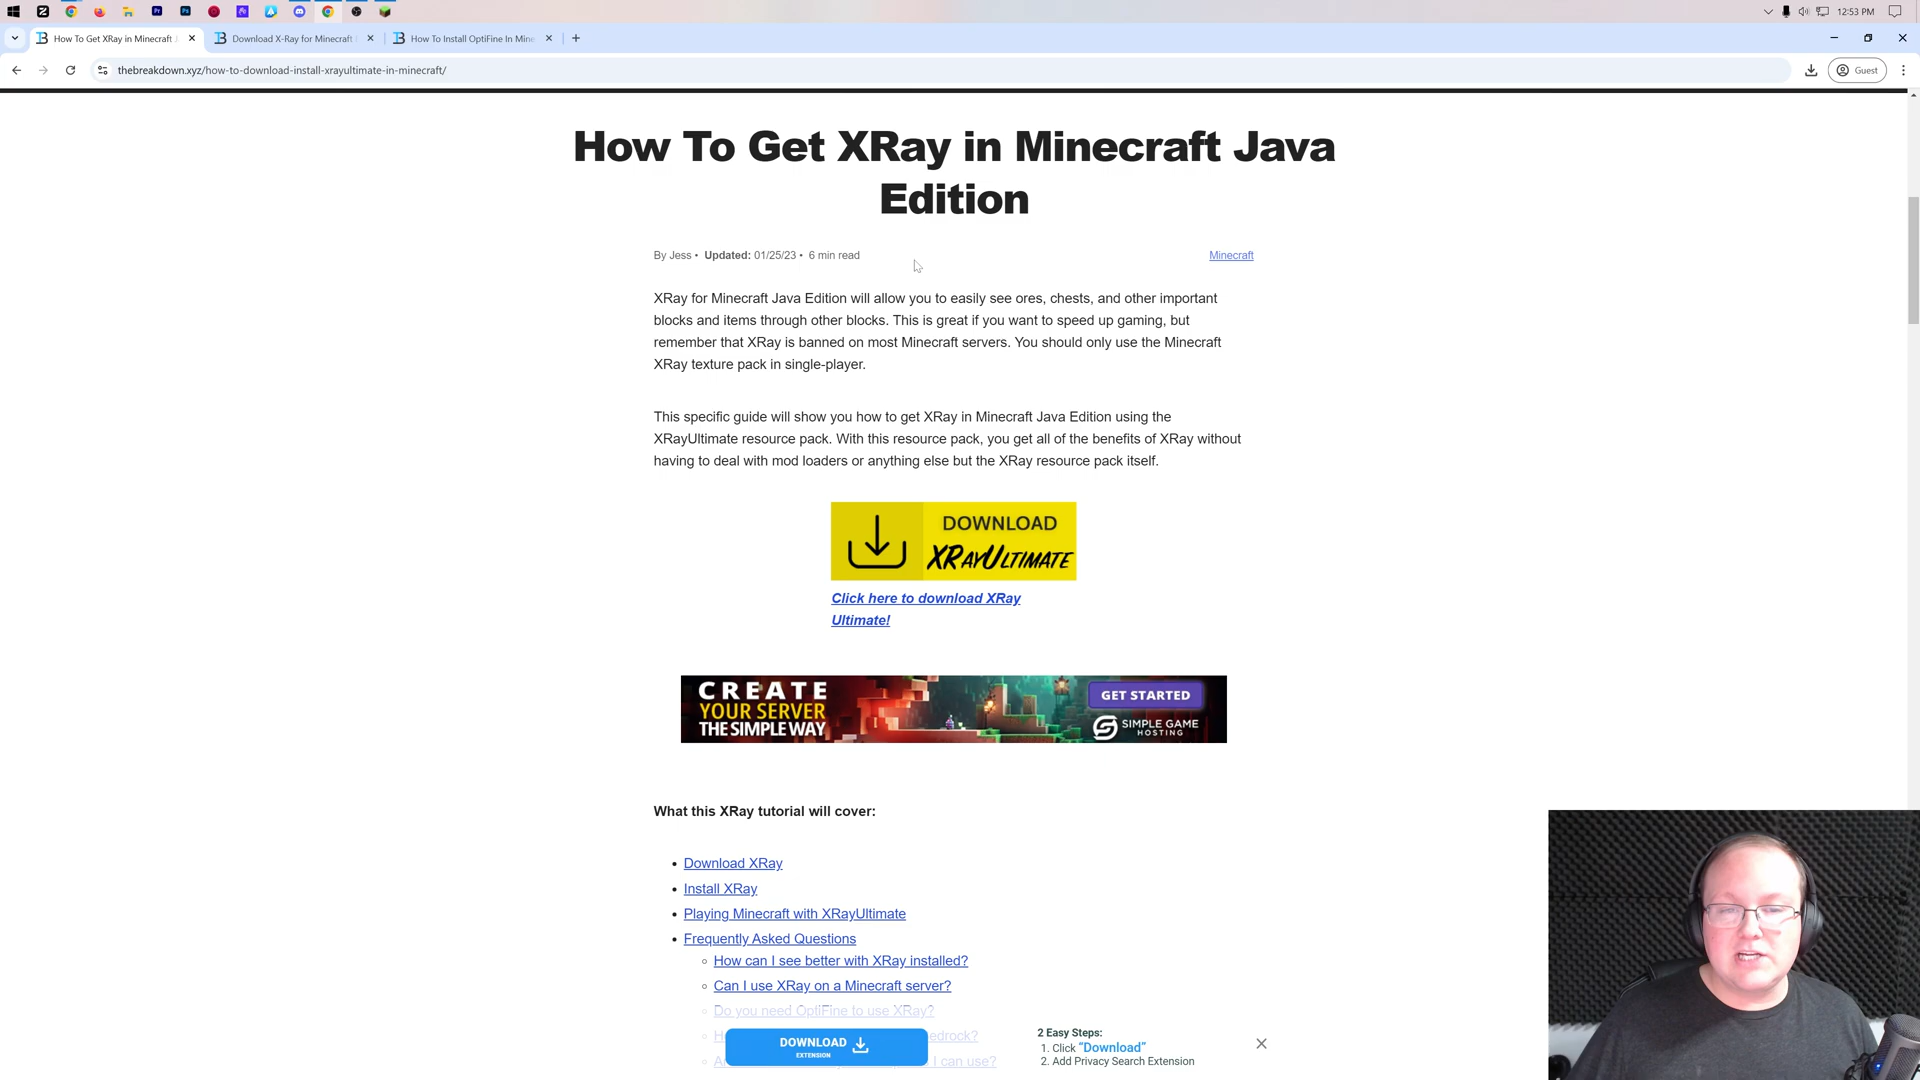 12:53 PM
How To Get XRay in Minecraft J
Download X-Ray for Minecraft
How To Install OptiFine In Mine
thebreakdown.xyz/how-to-download-install-xrayultimate-in-minecraft/
Guest
How To Get XRay in Minecraft Java
Edition
By Jess • Updated: 01/25/23 • 6 min read
Minecraft
XRay for Minecraft Java Edition will allow you to easily see ores, chests, and other important
blocks and items through other blocks. This is great if you want to speed up gaming, but
remember that XRay is banned on most Minecraft servers. You should only use the Minecraft
XRay texture pack in single-player.
This specific guide will show you how to get XRay in Minecraft Java Edition using the
XRayUltimate resource pack. With this resource pack, you get all of the benefits of XRay without
having to deal with mod loaders or anything else but the XRay resource pack itself.
DOWNLOAD
XRAYULTIMATE
Click here to download XRay
Ultimate!
CREATE
YOUR SERVER
THE SIMPLE WAY
GET STARTED
SIMPLE GAME
HOSTING
What this XRay tutorial will cover:
• Download XRay
• Install XRay
• Playing Minecraft with XRayUltimate
• Frequently Asked Questions
How can I see better with XRay installed?
Can I use XRay on a Minecraft server?
Do you need OptiFine to use XRay?
I can use?
DOWNLOAD
EXTENSION
2 Easy Steps:
1. Click "Download"
2. Add Privacy Search Extension